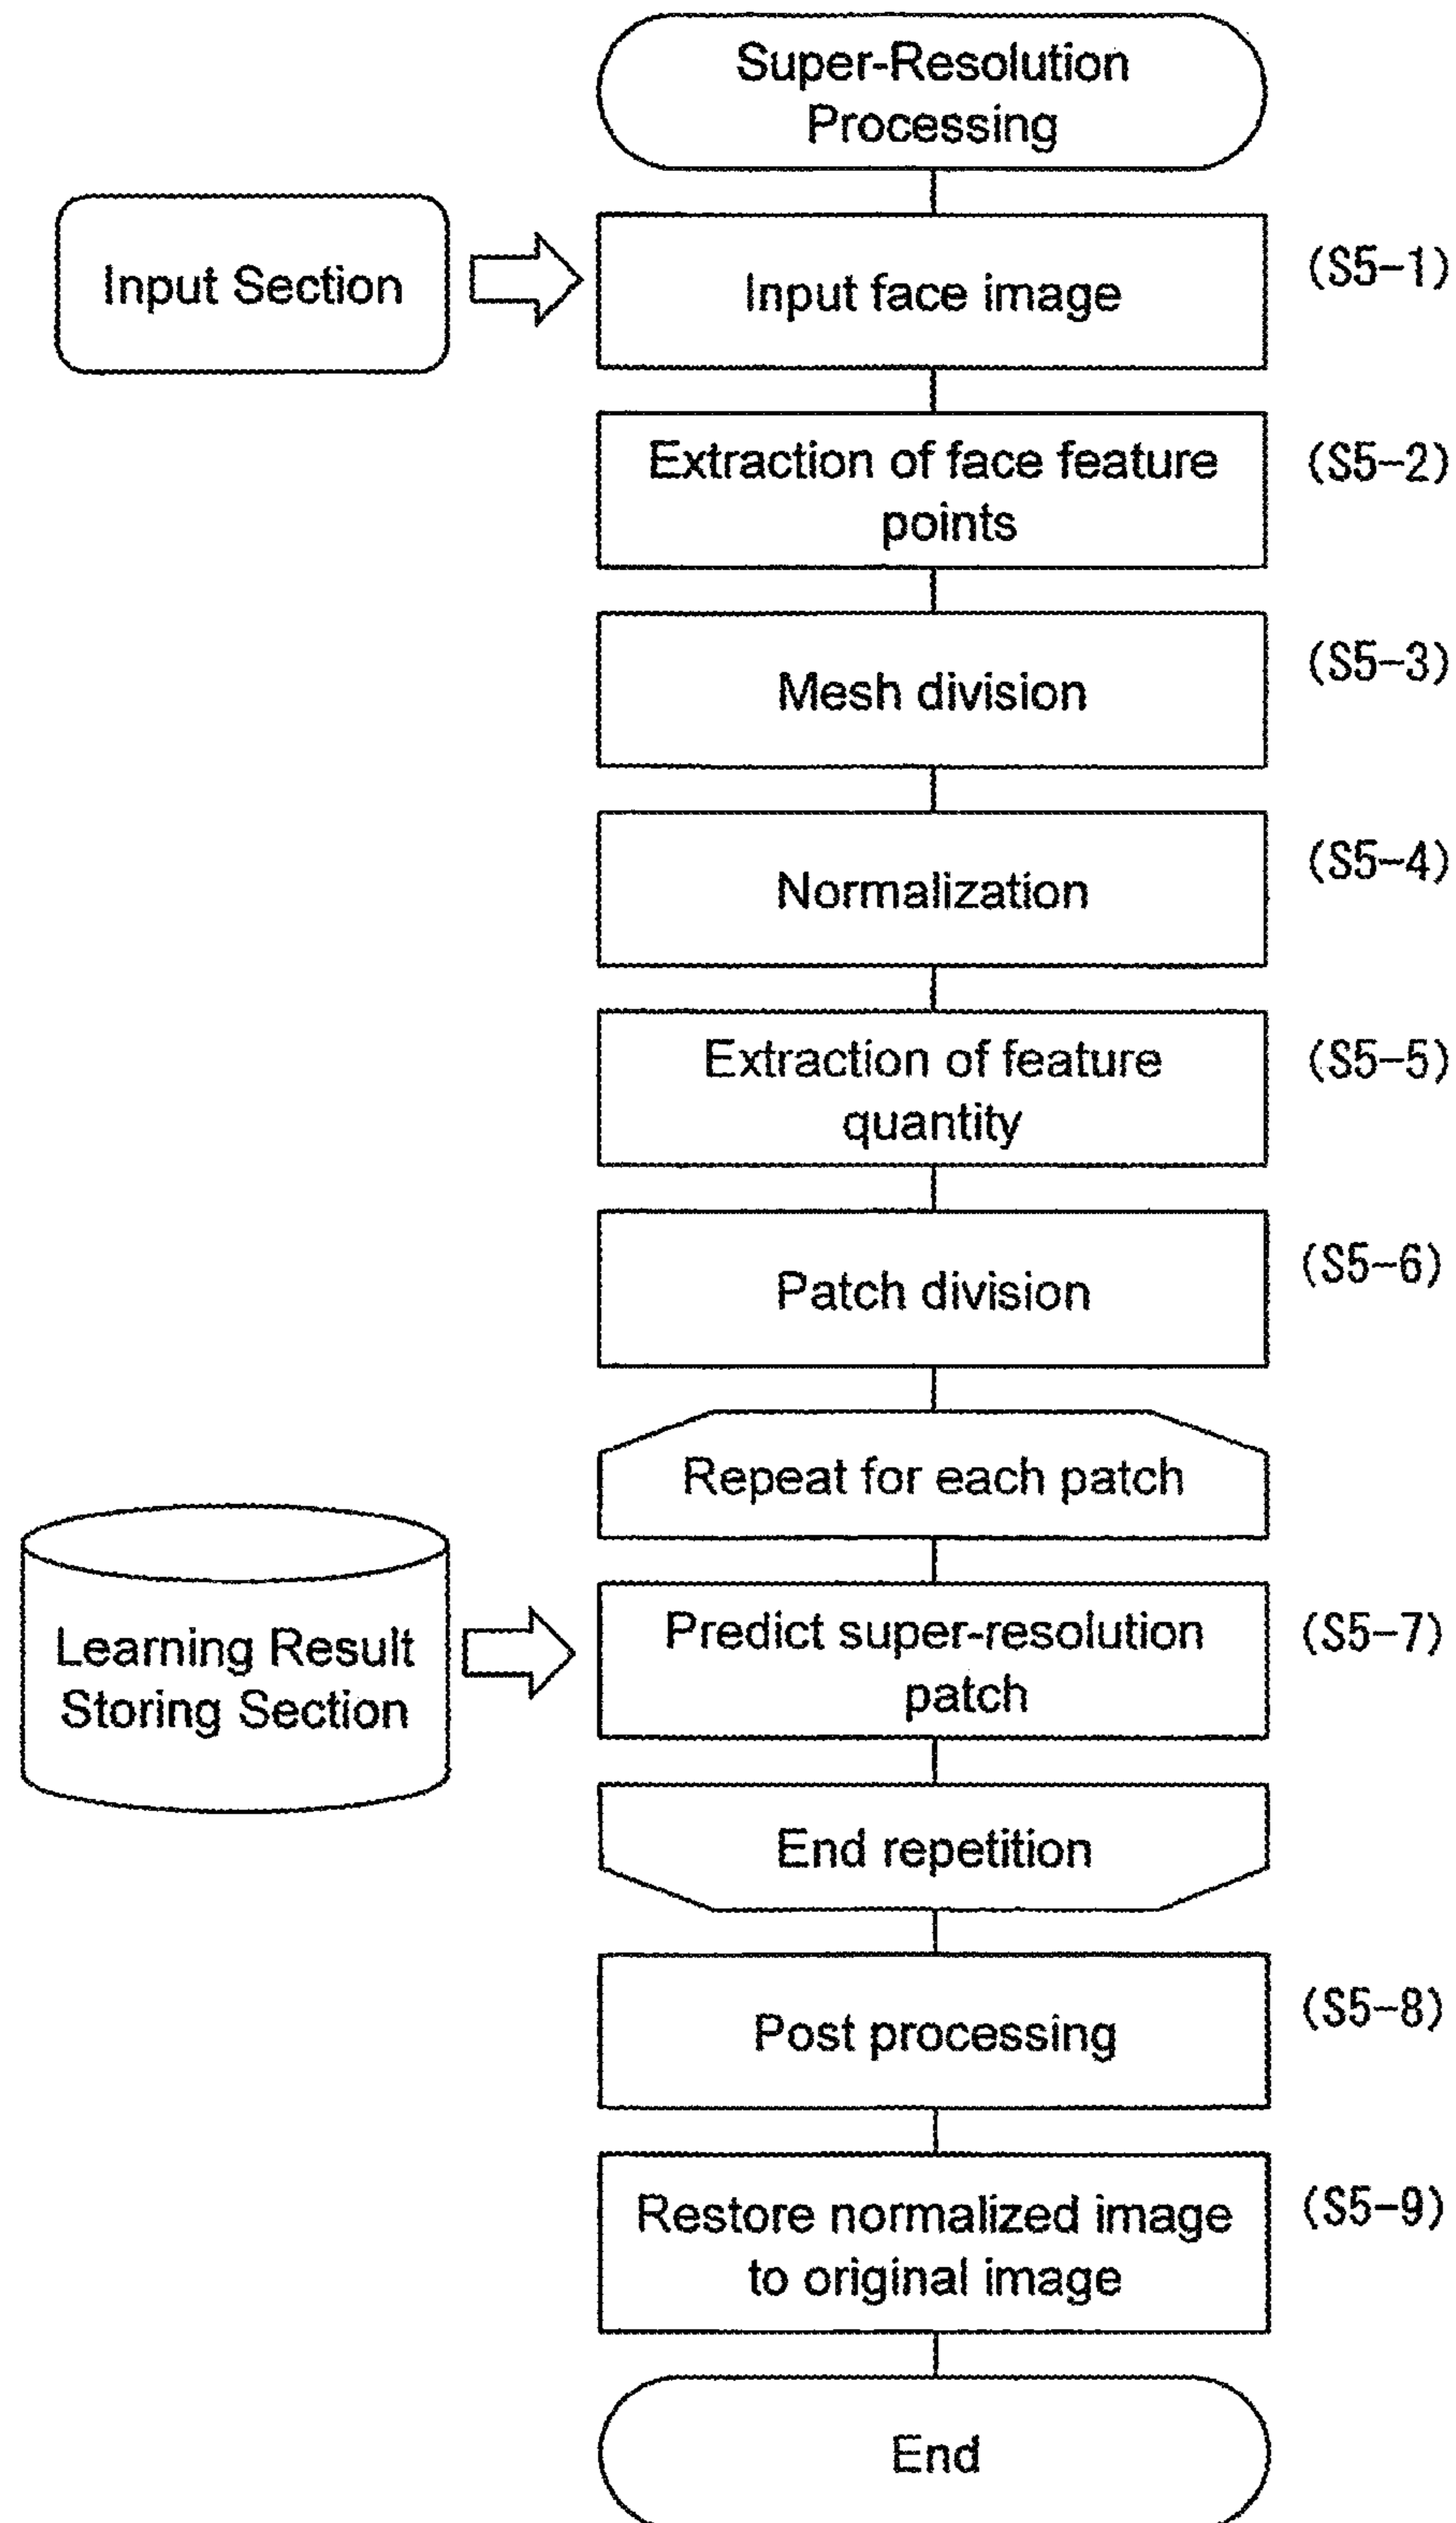 Super-Resolution
Processing
Input Section
Input face image
(S5-1)
Extraction of face feature
points
(S5-2)
Mesh division
(S5-3)
Normalization
(S5-4)
Extraction of feature
quantity
(S5-5)
Patch division
(S5-6)
Repeat for each patch
Learning Result
Storing Section
Predict super-resolution
patch
(S5-7)
End repetition
Post processing
(S5-8)
Restore normalized image
to original image
(S5-9)
End